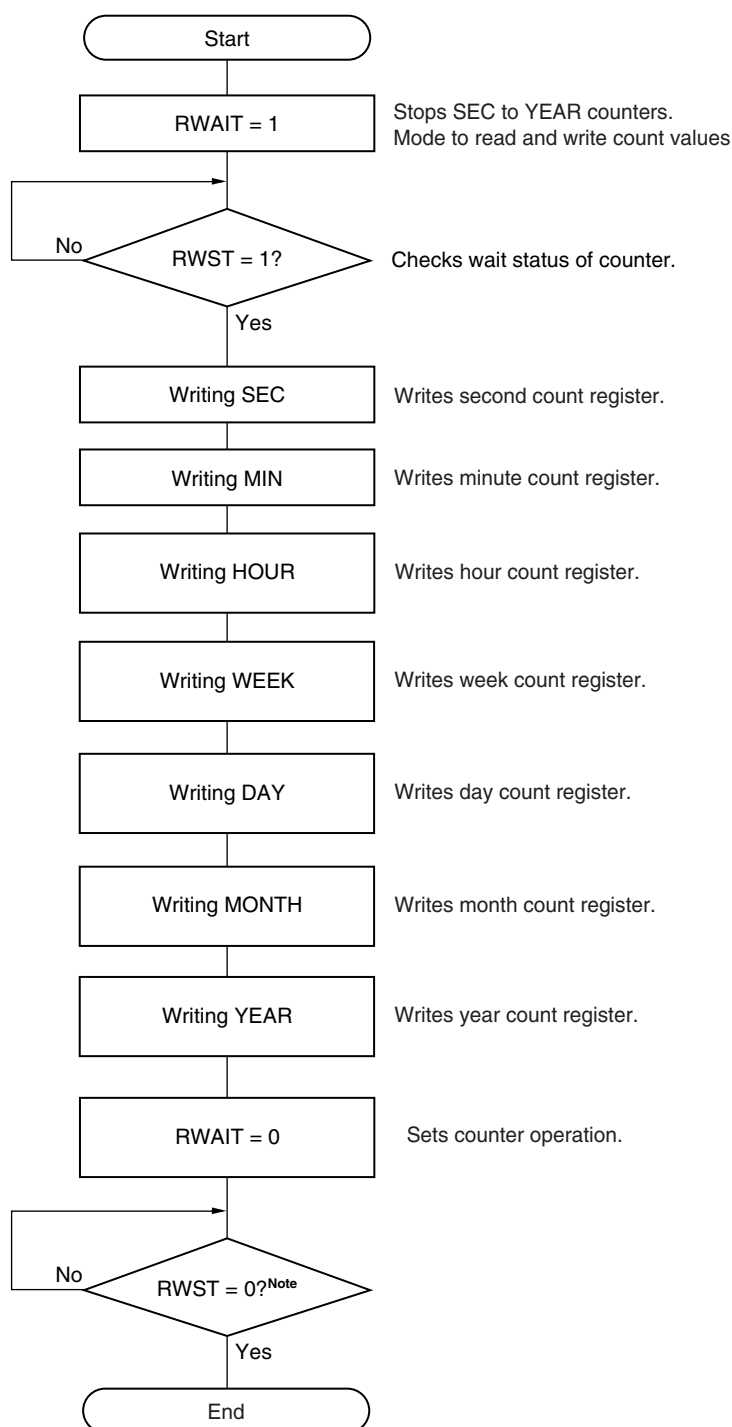 Start
RWAIT = 1
Stops SEC to YEAR counters.
Mode to read and write count values
No
RWST = 1?
Checks wait status of counter.
Yes
Writing SEC
Writes second count register.
Writing MIN
Writes minute count register.
Writing HOUR
Writes hour count register.
Writing WEEK
Writes week count register.
Writing DAY
Writes day count register.
Writing MONTH
Writes month count register.
Writing YEAR
Writes year count register.
RWAIT = 0
Sets counter operation.
No
RWST = 0?Note
Yes
End